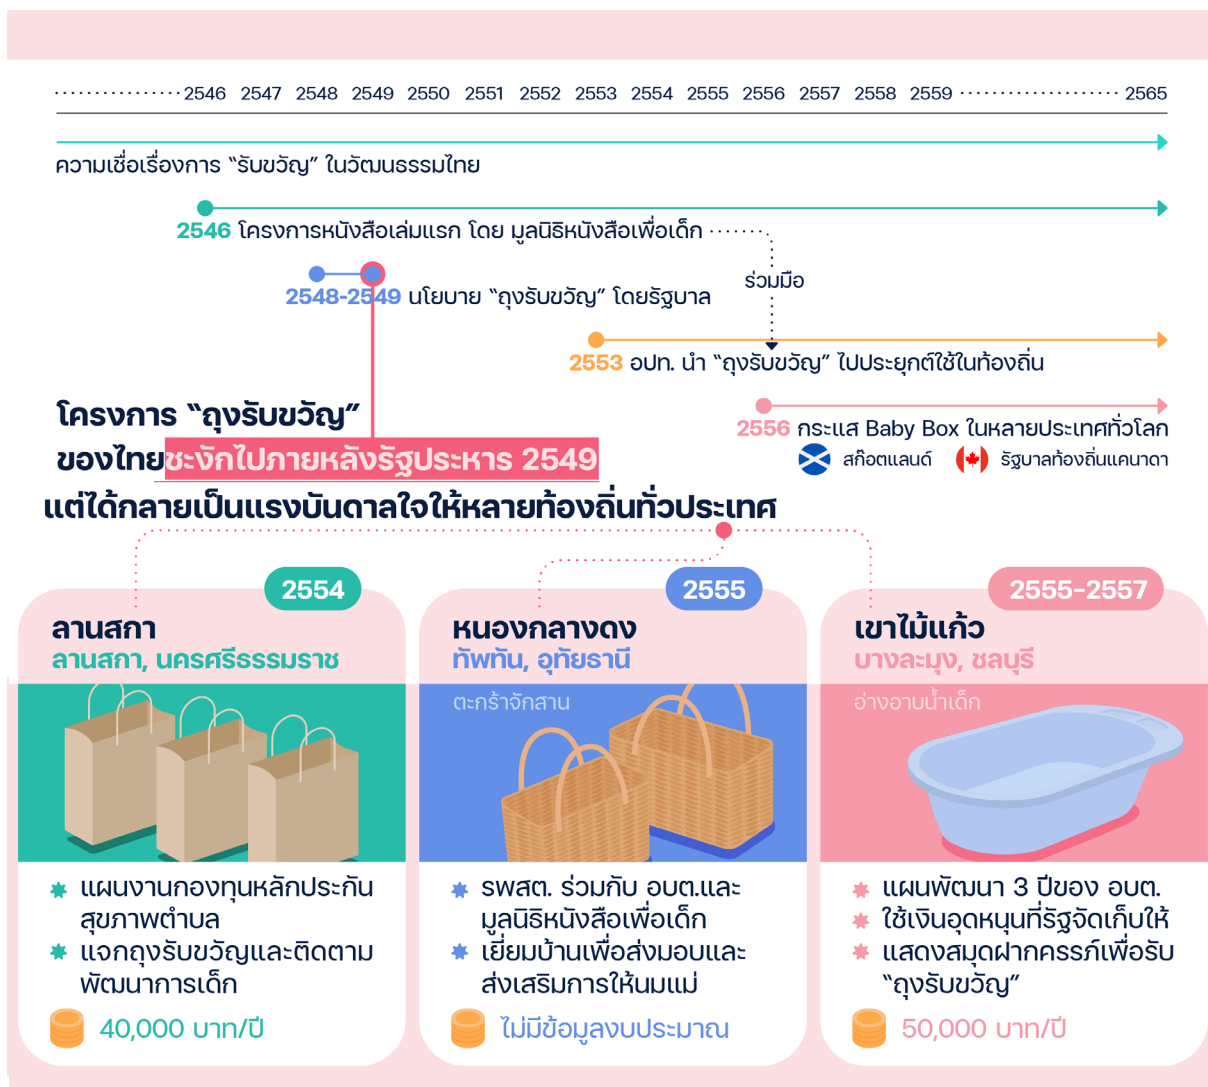 2546 2547 2548 2549 2550 2551 2552 2553 2554 2555 2556 2557 2558 2559 2565
ความเชื่อเรื่องการ “รับขวัญ” ในวัฒนธรรมไทย
2546 โครงการหนังสือเล่มแรก โดย มูลนิธิหนังสือเพื่อเด็ก
ร่วมมือ
2548-2549 นโยบาย “ถุงรับขวัญ” โดยรัฐบาล
2553 อปท. นำ “ถุงรับขวัญ” ไปประยุกต์ใช้ในท้องถิ่น
2556 กระแส Baby Box ในหลายประเทศทั่วโลก
สก๊อตแลนด์ รัฐบาลท้องถิ่นแคนาดา
โครงการ “ถุงรับขวัญ”
ของไทยชะงักไปภายหลังรัฐประหาร 2549
แต่ได้กลายเป็นแรงบันดาลใจให้หลายท้องถิ่นทั่วประเทศ
2554
ลานสกา
ลานสกา, นครศรีธรรมราช
แผนงานกองทุนหลักประกัน
สุขภาพตำบล
แจกถุงรับขวัญและติดตาม
พัฒนาการเด็ก
40,000 บาท/ปี
2555
หนองกลางดง
ทัพทัน, อุทัยธานี
ตะกร้าจักสาน
รพสต. ร่วมกับ อบต.และ
มูลนิธิหนังสือเพื่อเด็ก
เยี่ยมบ้านเพื่อส่งมอบและ
ส่งเสริมการให้นมแม่
ไม่มีข้อมูลงบประมาณ
2555-2557
เขาไม้แก้ว
บางละมุง, ชลบุรี
อ่างอาบน้ำเด็ก
แผนพัฒนา 3 ปีของ อบต.
ใช้เงินอุดหนุนที่รัฐจัดเก็บให้
แสดงสมุดฝากครรภ์เพื่อรับ
“ถุงรับขวัญ”
50,000 บาท/ปี